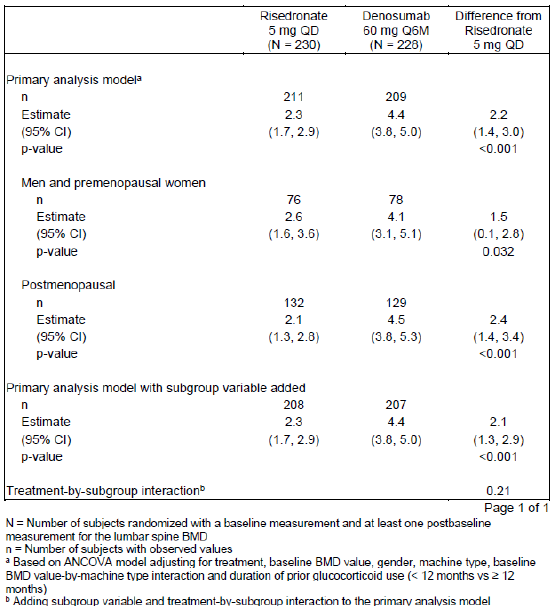 Risedronate Denosumab Difference from
5 mg QD 60 mg Q6M Risedronate
(N = 230) (N = 228) 5 mg QD
Primary analysis modelᵃ
n 211 209
Estimate 2.3 4.4 2.2
(95% CI) (1.7, 2.9) (3.8, 5.0) (1.4, 3.0)
p-value <0.001
Men and premenopausal women
n 76 78
Estimate 2.6 4.1 1.5
(95% CI) (1.6, 3.6) (3.1, 5.1) (0.1, 2.8)
p-value 0.032
Postmenopausal
n 132 129
Estimate 2.1 4.5 2.4
(95% CI) (1.3, 2.8) (3.8, 5.3) (1.4, 3.4)
p-value <0.001
Primary analysis model with subgroup variable added
n 208 207
Estimate 2.3 4.4 2.1
(95% CI) (1.7, 2.9) (3.8, 5.0) (1.3, 2.9)
p-value <0.001
Treatment-by-subgroup interactionᵇ 0.21
Page 1 of 1
N = Number of subjects randomized with a baseline measurement and at least one postbaseline
measurement for the lumbar spine BMD
n = Number of subjects with observed values
ᵃ Based on ANCOVA model adjusting for treatment, baseline BMD value, gender, machine type, baseline
BMD value-by-machine type interaction and duration of prior glucocorticoid use (< 12 months vs ≥ 12
months)
ᵇ Adding subgroup variable and treatment-by-subgroup interaction to the primary analysis model